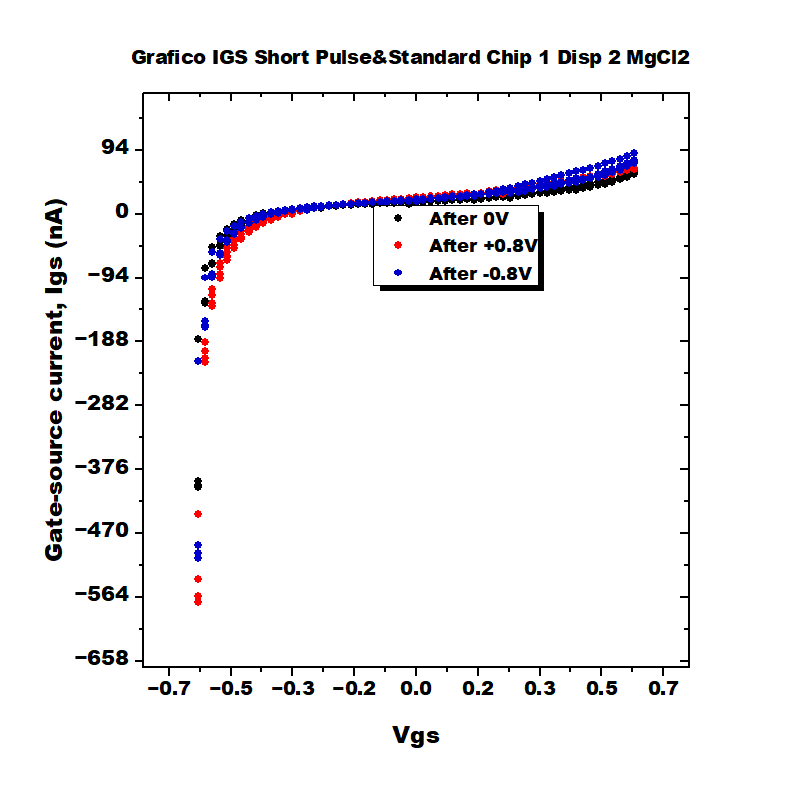 Grafico IGS Short Pulse&Standard Chip 1 Disp 2 MgCl2
Gate-source current, Igs (nA)
94
0
−94
−188
−282
−376
−470
−564
−658
After 0V
After +0.8V
After -0.8V
−0.7 −0.5 −0.3 −0.2 0.0 0.2 0.3 0.5 0.7
Vgs